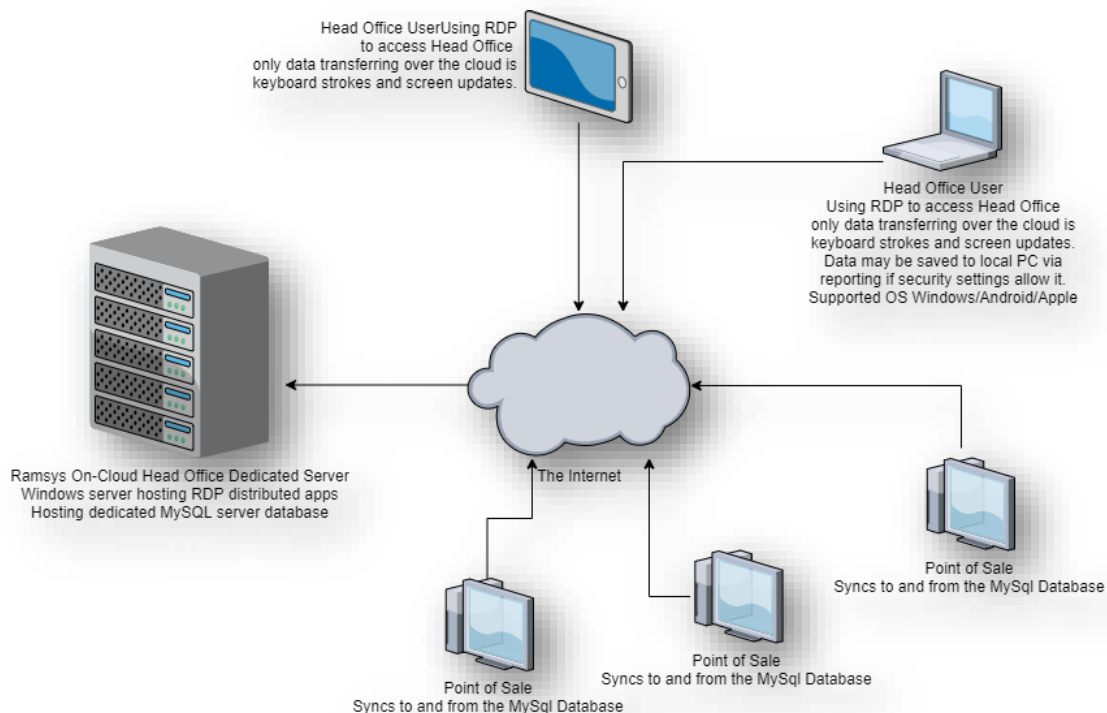 Head Office UserUsing RDP
to access Head Office
only data transferring over the cloud is
keyboard strokes and screen updates.
Head Office User
Using RDP to access Head Office
only data transferring over the cloud is
keyboard strokes and screen updates.
Data may be saved to local PC via
reporting if security settings allow it.
Supported OS Windows/Android/Apple
Ramsys On-Cloud Head Office Dedicated Server
Windows server hosting RDP distributed apps
Hosting dedicated MySQL server database
The Internet
Point of Sale
Syncs to and from the MySql Database
Point of Sale
Syncs to and from the MySql Database
Point of Sale
Syncs to and from the MySql Database